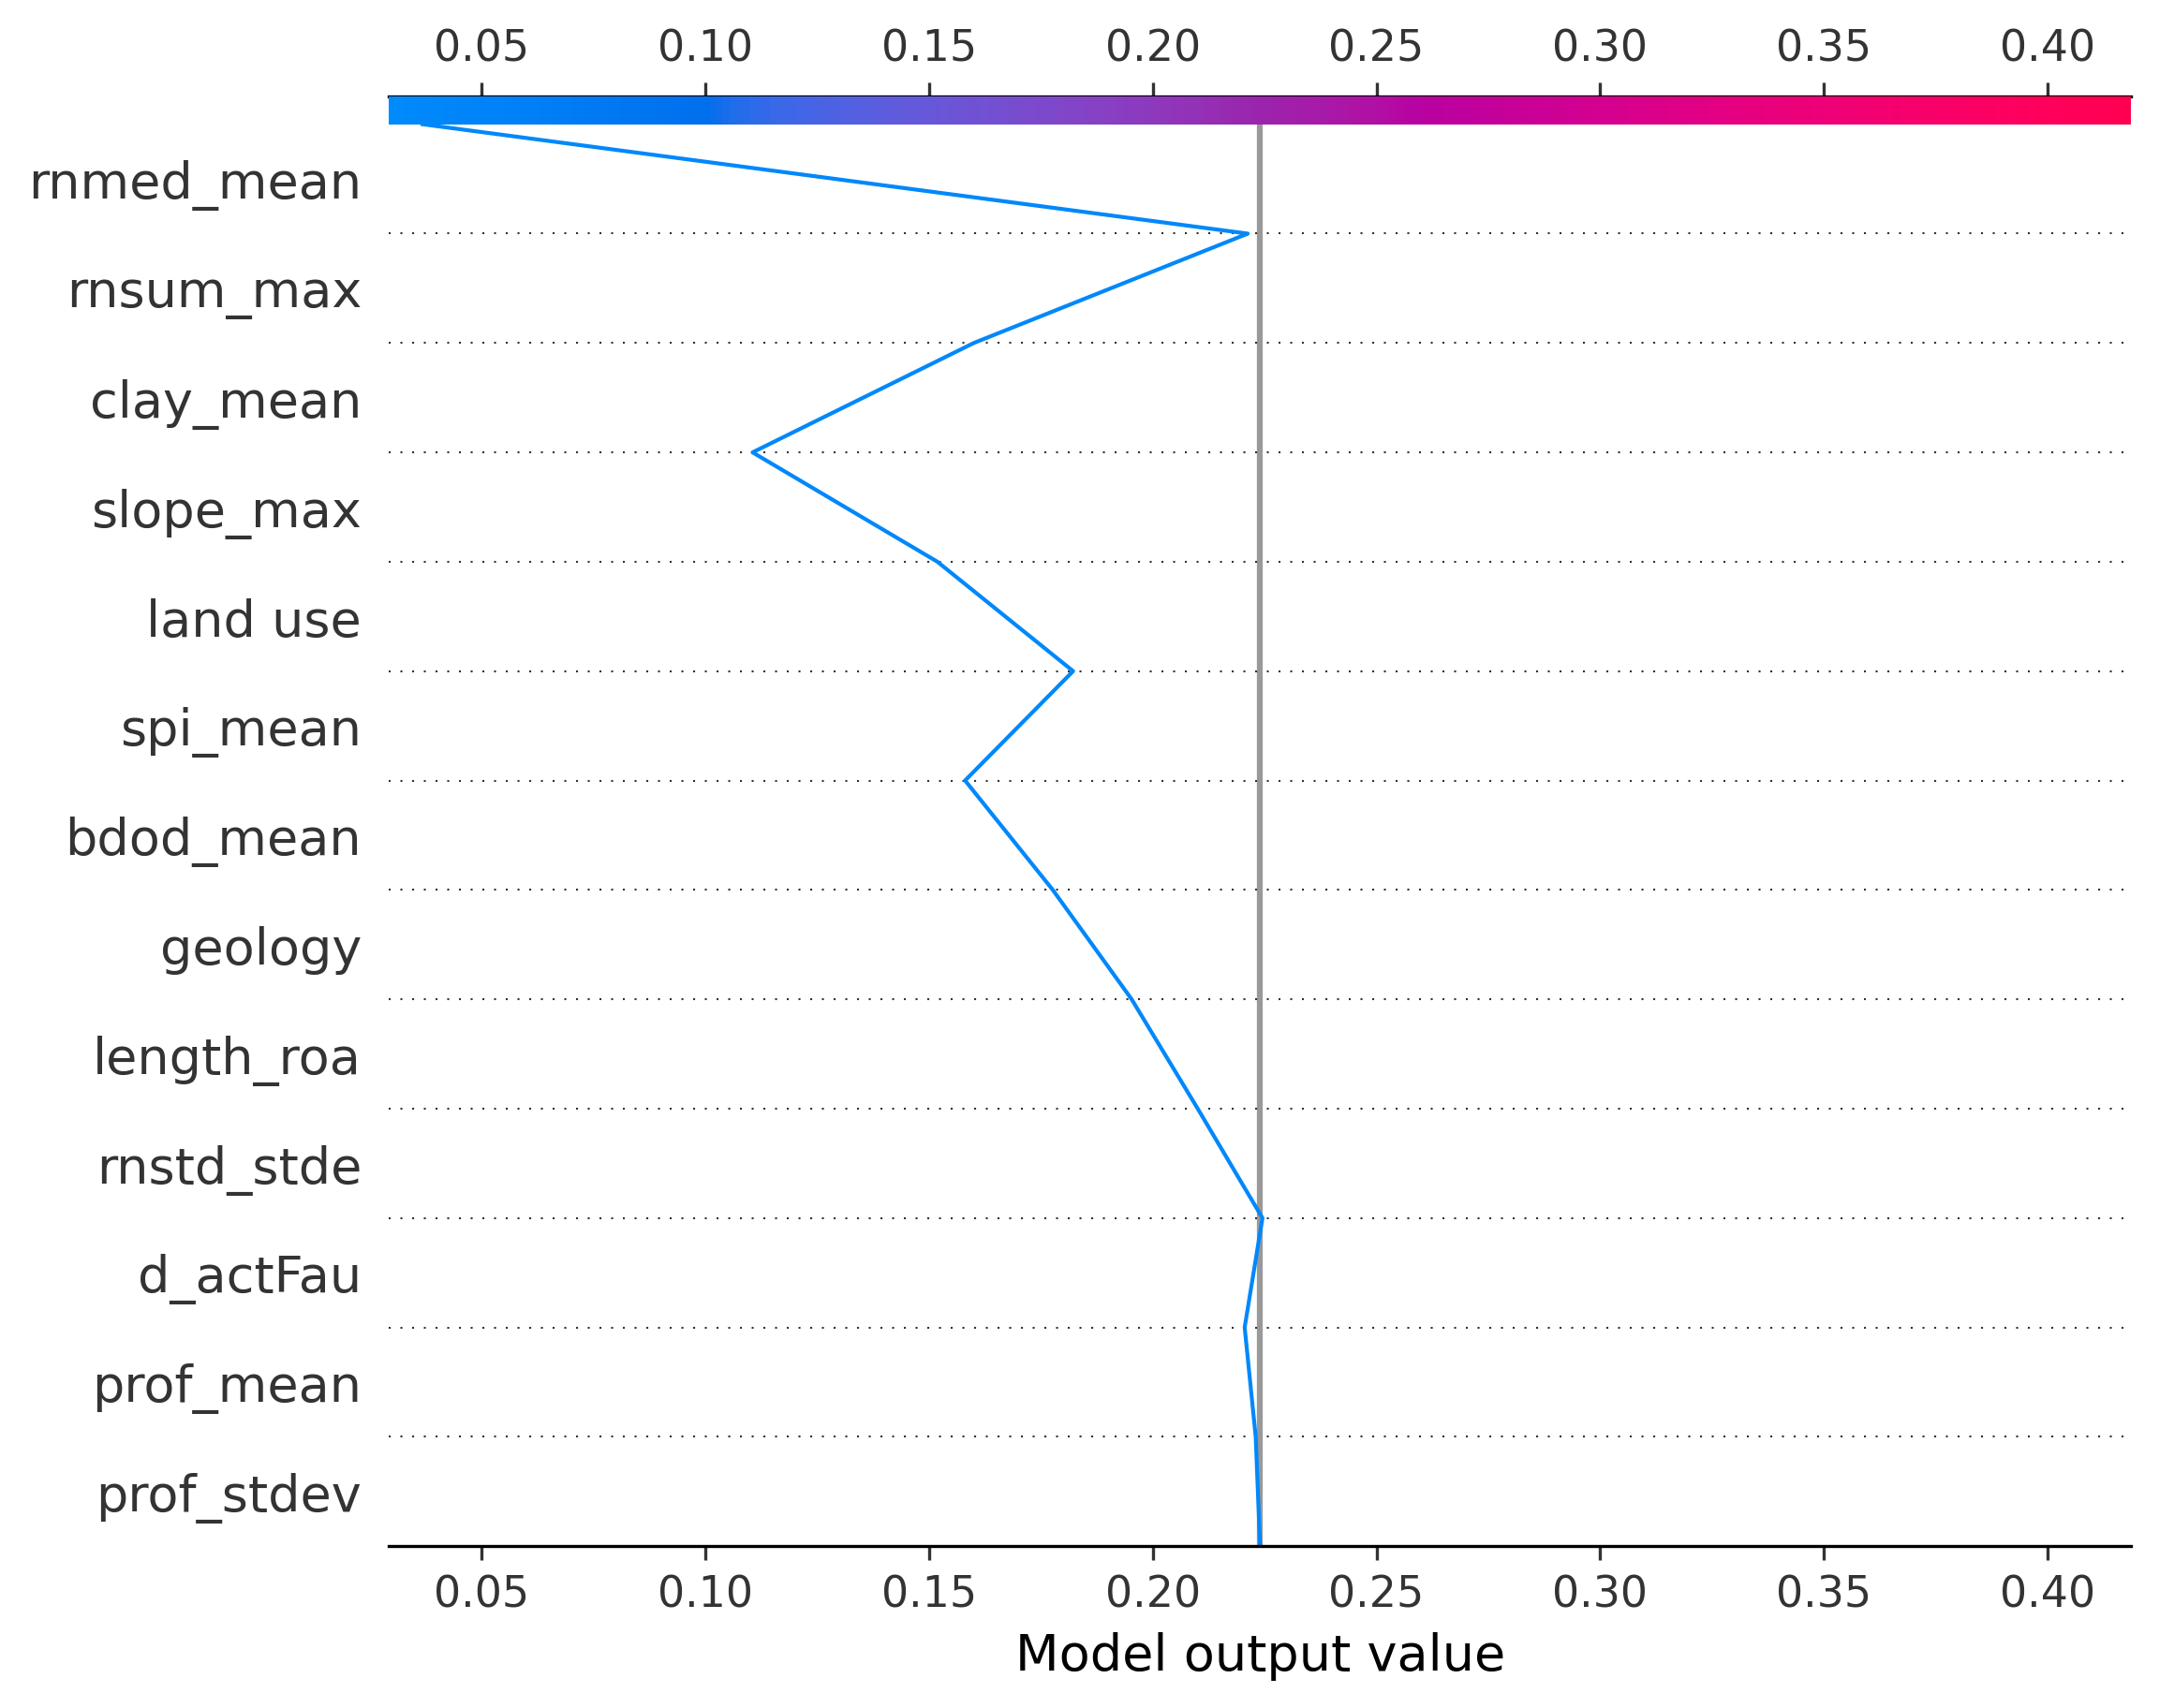 0.05 0.10 0.15 0.20 0.25 0.30 0.35 0.40
rnmed_mean
rnsum_max
clay_mean
slope_max
land use
spi_mean
bdod_mean
geology
length_roa
rnstd_stde
d_actFau
prof_mean
prof_stdev
0.05 0.10 0.15 0.20 0.25 0.30 0.35 0.40
Model output value